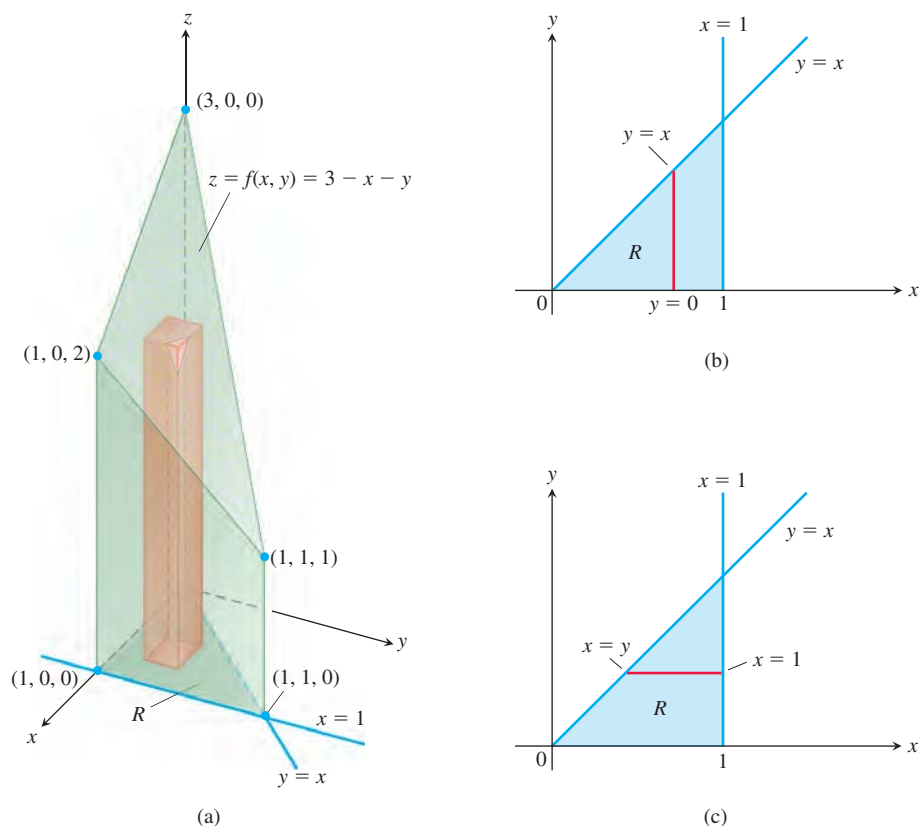 z
(3, 0, 0)
z = f(x, y) = 3 − x − y
(1, 0, 2)
(1, 1, 1)
y
(1, 0, 0)
(1, 1, 0)
R
x = 1
x
y = x
(a)
y
x = 1
y = x
y = x
R
0
y = 0
1
x
(b)
y
x = 1
y = x
x = y
x = 1
R
0
1
x
(c)